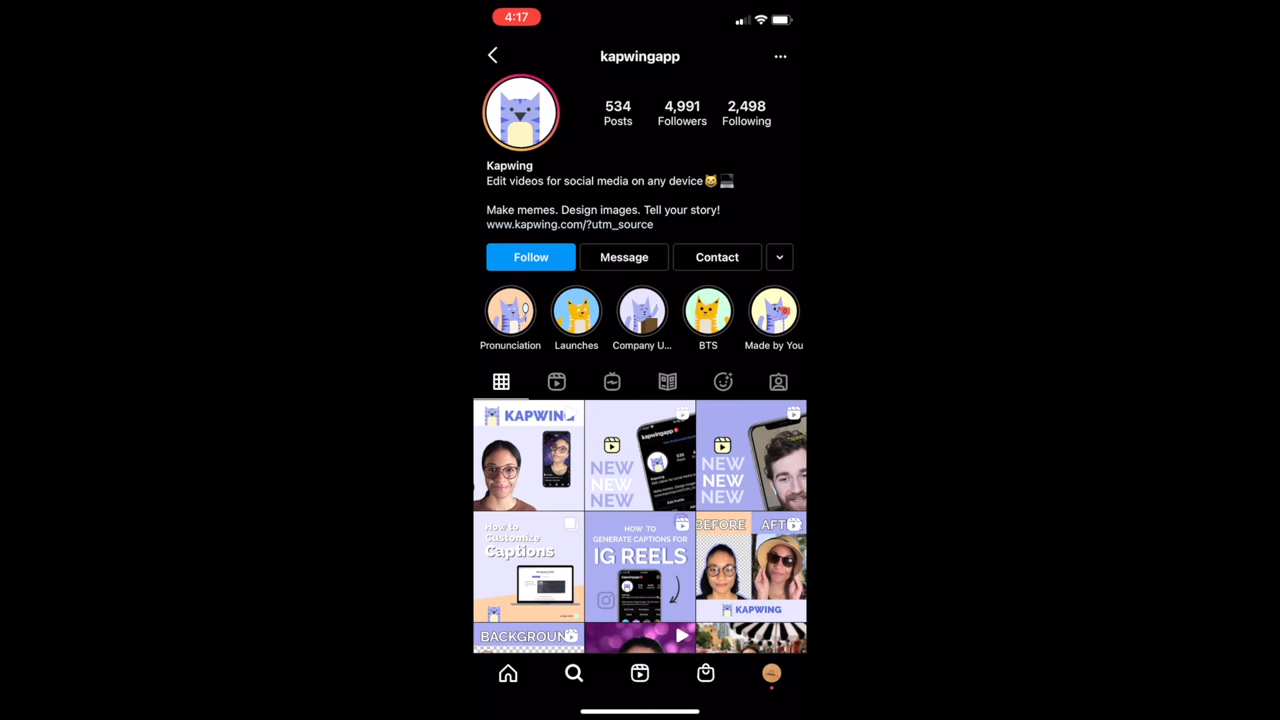 4:17
kapwingapp
534
Posts
4,991
Followers
2,498
Following
Kapwing
Edit videos for social media on any device
Make memes. Design images. Tell your story!
www.kapwing.com/?utm_source
Follow
Message
Contact
Pronunciation
Launches
Company U...
BTS
Made by You
KAPWING
NEW
NEW
NEW
kapwingapp
NEW
NEW
NEW
How to
Customize
Captions
HOW TO
GENERATE CAPTIONS FOR
IG REELS
BEFORE
AFTER
KAPWING
BACKGROUN